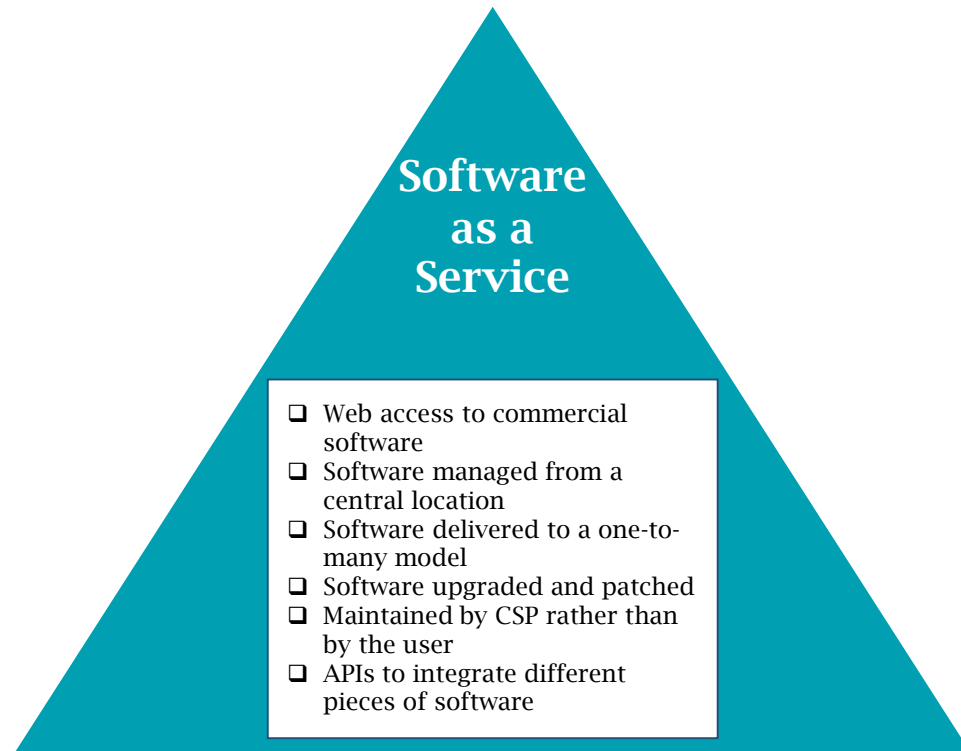 Software
as a
Service
❑ Web access to commercial
software
❑ Software managed from a
central location
❑ Software delivered to a one-to-
many model
❑ Software upgraded and patched
❑ Maintained by CSP rather than
by the user
❑ APIs to integrate different
pieces of software